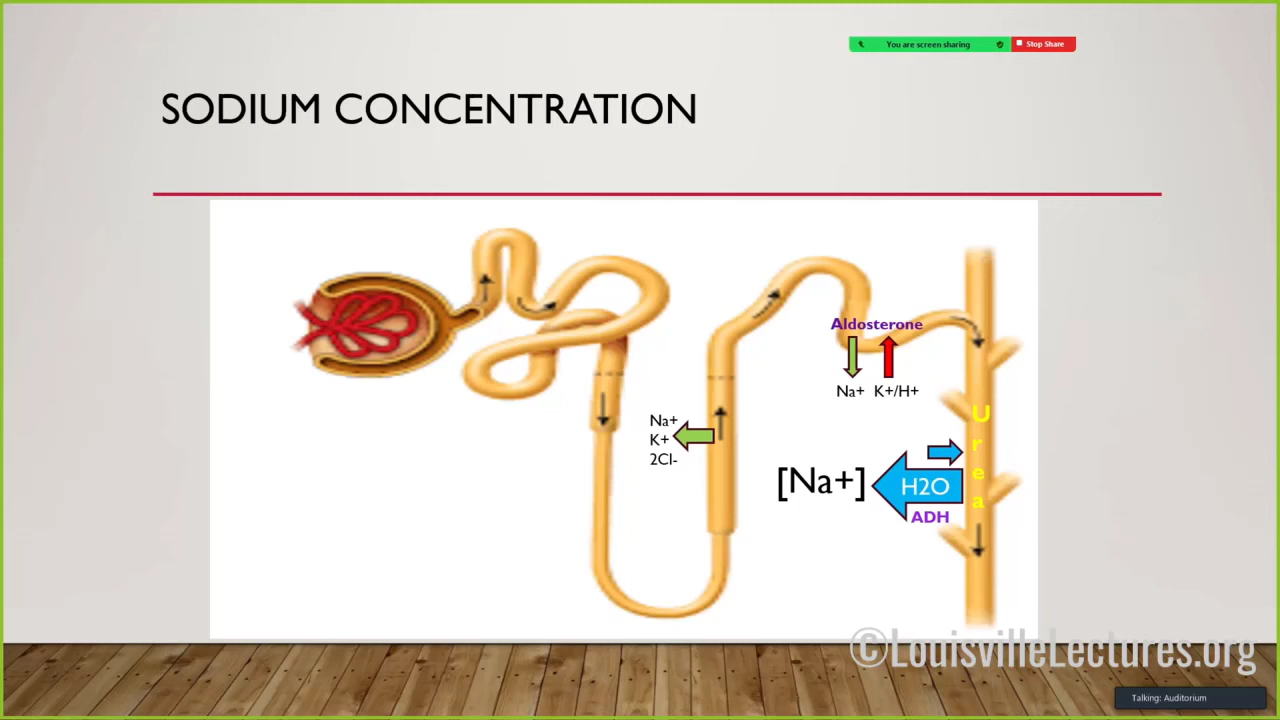 You are screen sharing
Stop Share
SODIUM CONCENTRATION
Aldosterone
Na+ K+/H+
Na+
K+
2Cl-
[Na+]
H2O
ADH
Urea
©LouisvilleLectures.org
Talking: Auditorium